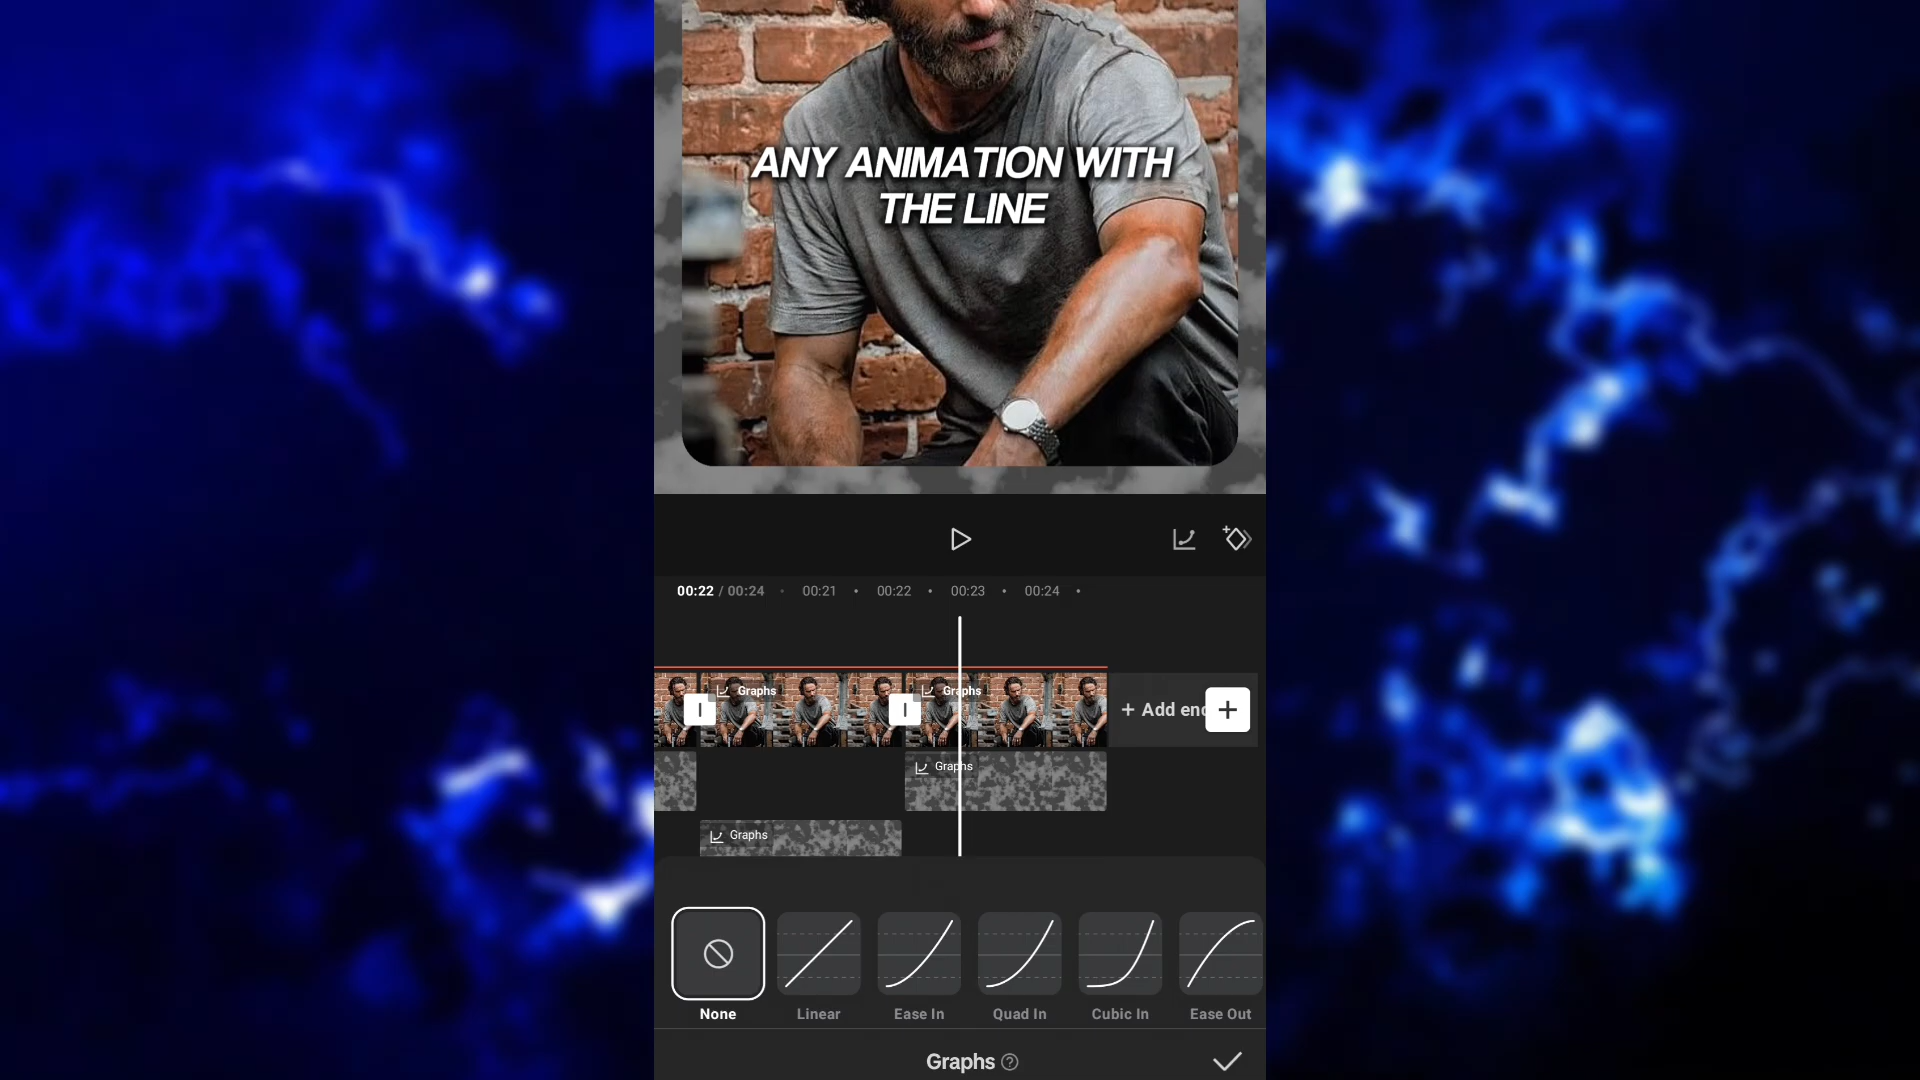 ANY ANIMATION WITH
THE LINE
00:22 / 00:24 00:21 00:22 00:23 00:24
Graphs Graphs
+ Add end
Graphs
Graphs
None Linear Ease In Quad In Cubic In Ease Out
Graphs